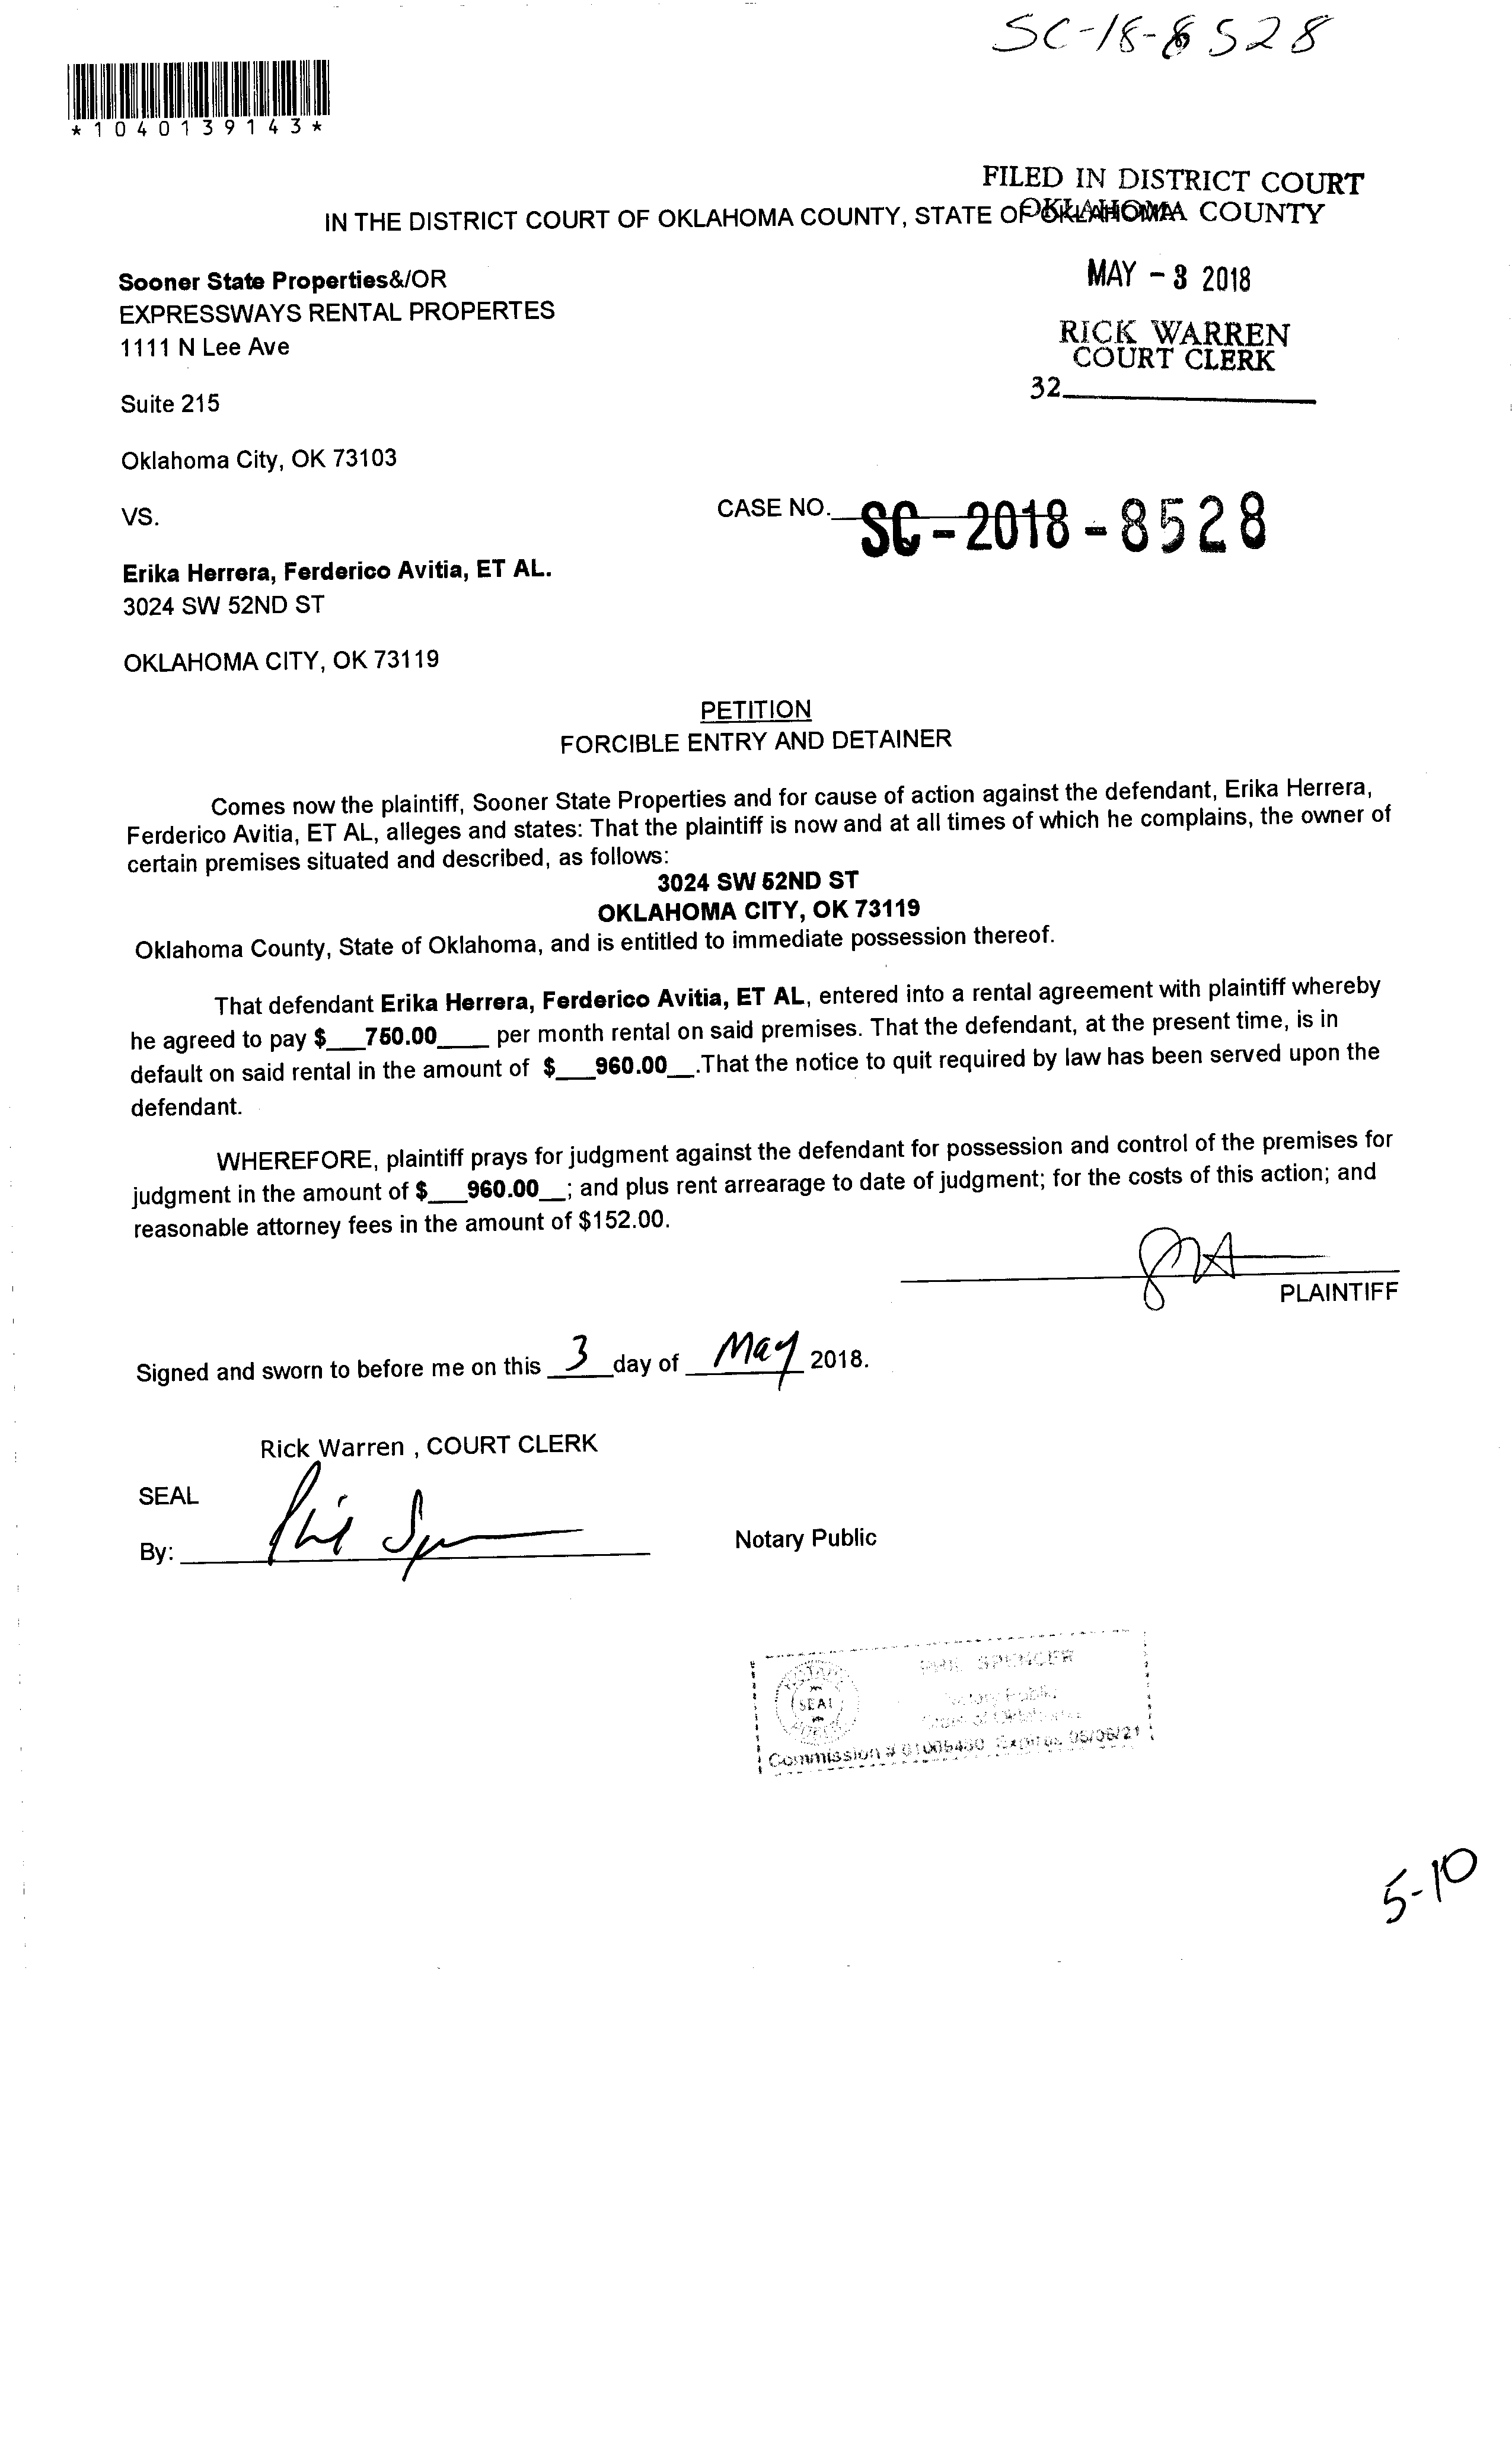 SC-18-8528
*1040139143*
FILED IN DISTRICT COURT
OKLAHOMA COUNTY
IN THE DISTRICT COURT OF OKLAHOMA COUNTY, STATE OF OKLAHOMA
Sooner State Properties&/OR
EXPRESSWAYS RENTAL PROPERTES
1111 N Lee Ave
MAY - 3 2018
RICK WARREN
COURT CLERK
32
Suite 215
Oklahoma City, OK 73103
VS.
CASE NO. SC-2018-8528
Erika Herrera, Ferderico Avitia, ET AL.
3024 SW 52ND ST
OKLAHOMA CITY, OK 73119
PETITION
FORCIBLE ENTRY AND DETAINER
Comes now the plaintiff, Sooner State Properties and for cause of action against the defendant, Erika Herrera,
Ferderico Avitia, ET AL, alleges and states: That the plaintiff is now and at all times of which he complains, the owner of
certain premises situated and described, as follows:
3024 SW 52ND ST
OKLAHOMA CITY, OK 73119
Oklahoma County, State of Oklahoma, and is entitled to immediate possession thereof.
That defendant Erika Herrera, Ferderico Avitia, ET AL, entered into a rental agreement with plaintiff whereby
he agreed to pay $___750.00____ per month rental on said premises. That the defendant, at the present time, is in
default on said rental in the amount of $___960.00__.That the notice to quit required by law has been served upon the
defendant.
WHEREFORE, plaintiff prays for judgment against the defendant for possession and control of the premises for
judgment in the amount of $___960.00__; and plus rent arrearage to date of judgment; for the costs of this action; and
reasonable attorney fees in the amount of $152.00.
PLAINTIFF
Signed and sworn to before me on this 3 day of May 2018.
Rick Warren , COURT CLERK
SEAL
By: Phil Sp
Notary Public
PHIL SPENCER
Notary Public
State of Oklahoma
SEAL
Commission # 01005480 Expires 05/06/21
5-10